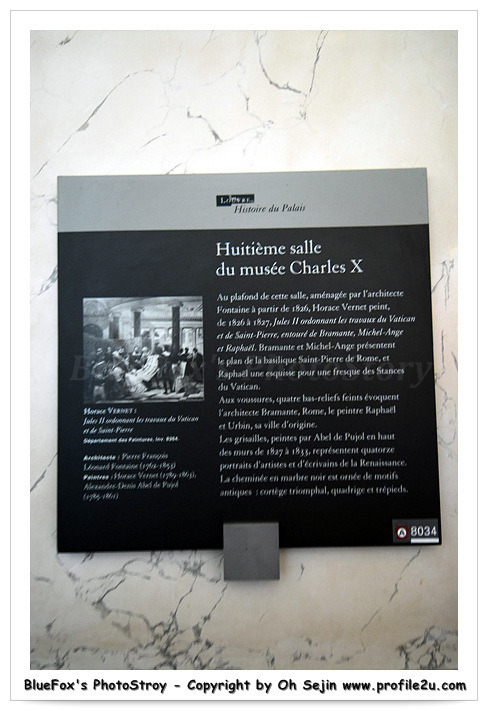 LOUVRE
Histoire du Palais
Huitième salle
du musée Charles X
Au plafond de cette salle, aménagée par l'architecte
Fontaine à partir de 1826, Horace Vernet peint,
de 1826 à 1827, Jules II ordonnant les travaux du Vatican
et de Saint-Pierre, entouré de Bramante, Michel-Ange
et Raphaël. Bramante et Michel-Ange présentent
le plan de la basilique Saint-Pierre de Rome, et
Raphaël une esquisse pour une fresque des Stances
du Vatican.
Aux voussures, quatre bas-reliefs feints évoquent
l'architecte Bramante, Rome, le peintre Raphaël
et Urbin, sa ville d'origine.
Les grisailles, peintes par Abel de Pujol en haut
des murs de 1827 à 1833, représentent quatorze
portraits d'artistes et d'écrivains de la Renaissance.
La cheminée en marbre noir est ornée de motifs
antiques : cortège triomphal, quadrige et trépieds.
Horace VERNET :
Jules II ordonnant les travaux du Vatican
et de Saint-Pierre
Département des Peintures, Inv. 8364.
Architecte : Pierre François
Léonard Fontaine (1762-1853)
Peintres : Horace Vernet (1789-1863),
Alexandre-Denis Abel de Pujol
(1785-1861)
A 8034
BlueFox's PhotoStroy - Copyright by Oh Sejin www.profile2u.com